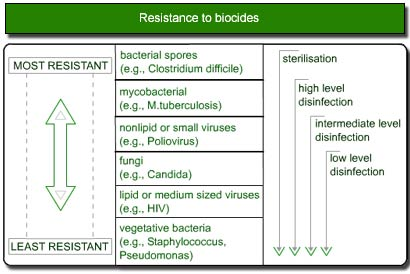 Resistance to biocides
MOST RESISTANT
LEAST RESISTANT
bacterial spores
(e.g., Clostridium difficile)
mycobacterial
(e.g., M.tuberculosis)
nonlipid or small viruses
(e.g., Poliovirus)
fungi
(e.g., Candida)
lipid or medium sized viruses
(e.g., HIV)
vegetative bacteria
(e.g., Staphylococcus,
Pseudomonas)
sterilisation
high level
disinfection
intermediate level
disinfection
low level
disinfection